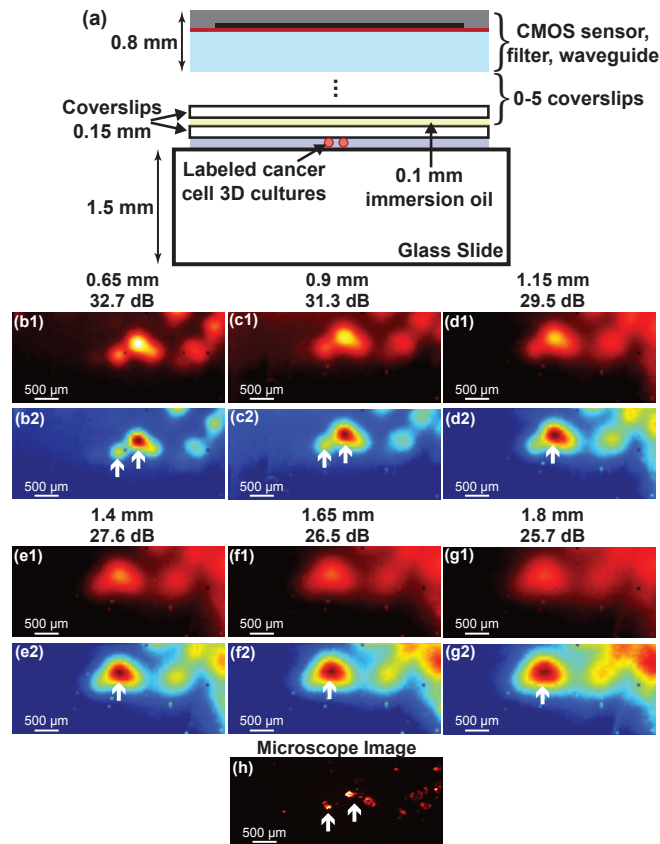 (a)
0.8 mm
CMOS sensor,
filter, waveguide
⋮
0-5 coverslips
Coverslips
0.15 mm
Labeled cancer
cell 3D cultures
0.1 mm
immersion oil
1.5 mm
Glass Slide
0.65 mm 0.9 mm 1.15 mm
32.7 dB 31.3 dB 29.5 dB
(b1) (c1) (d1)
500 μm 500 μm 500 μm
(b2) (c2) (d2)
500 μm 500 μm 500 μm
1.4 mm 1.65 mm 1.8 mm
27.6 dB 26.5 dB 25.7 dB
(e1) (f1) (g1)
500 μm 500 μm 500 μm
(e2) (f2) (g2)
500 μm 500 μm 500 μm
Microscope Image
(h)
500 μm